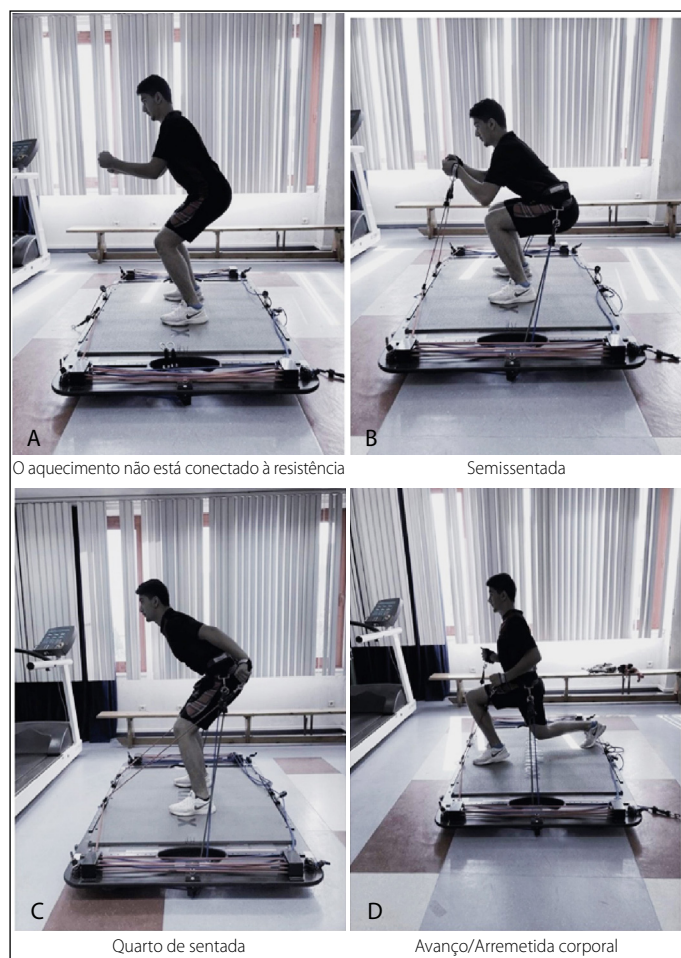 A
B
O aquecimento não está conectado à resistência
Semissentada
C
D
Quarto de sentada
Avanço/Arremetida corporal